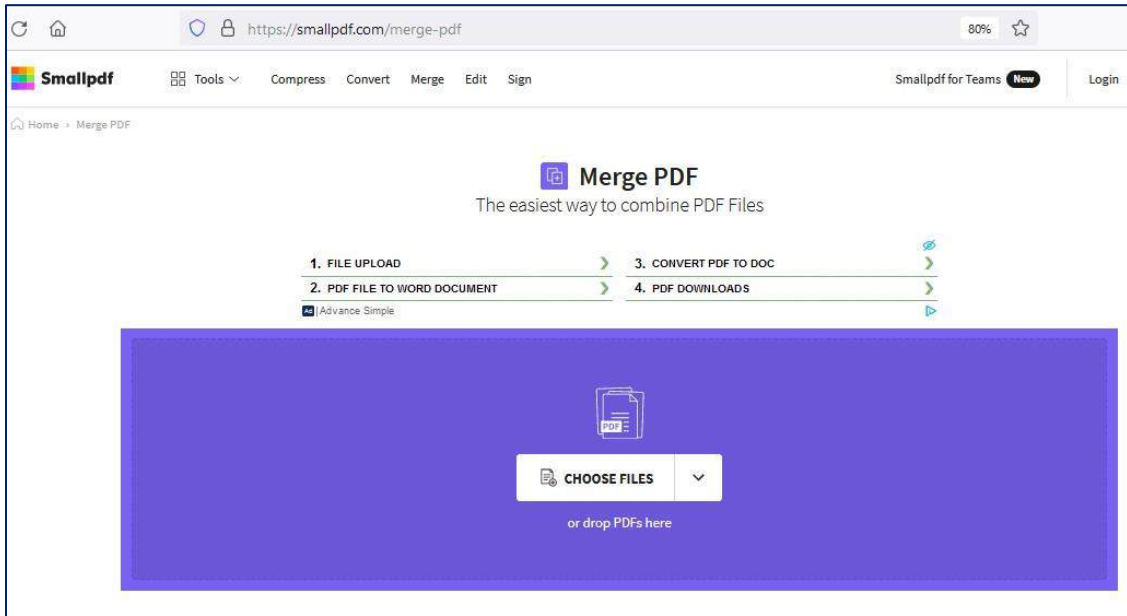 https://smallpdf.com/merge-pdf 80%
Smallpdf Tools Compress Convert Merge Edit Sign Smallpdf for Teams New Login
Home › Merge PDF
Merge PDF
The easiest way to combine PDF Files
1. FILE UPLOAD
2. PDF FILE TO WORD DOCUMENT
3. CONVERT PDF TO DOC
4. PDF DOWNLOADS
Ad | Advance Simple
PDF
CHOOSE FILES
or drop PDFs here